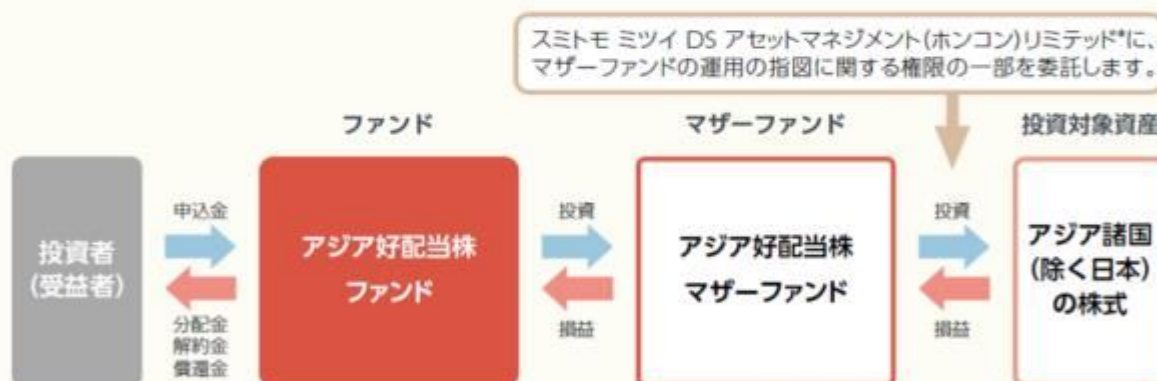 スミトモ ミツイ DS アセットマネジメント(ホンコン)リミテッド*に、
マザーファンドの運用の指図に関する権限の一部を委託します。
ファンド
マザーファンド
投資対象資産
投資者
(受益者)
申込金
分配金
解約金
償還金
アジア好配当株
ファンド
投資
損益
アジア好配当株
マザーファンド
投資
損益
アジア諸国
(除く日本)
の株式